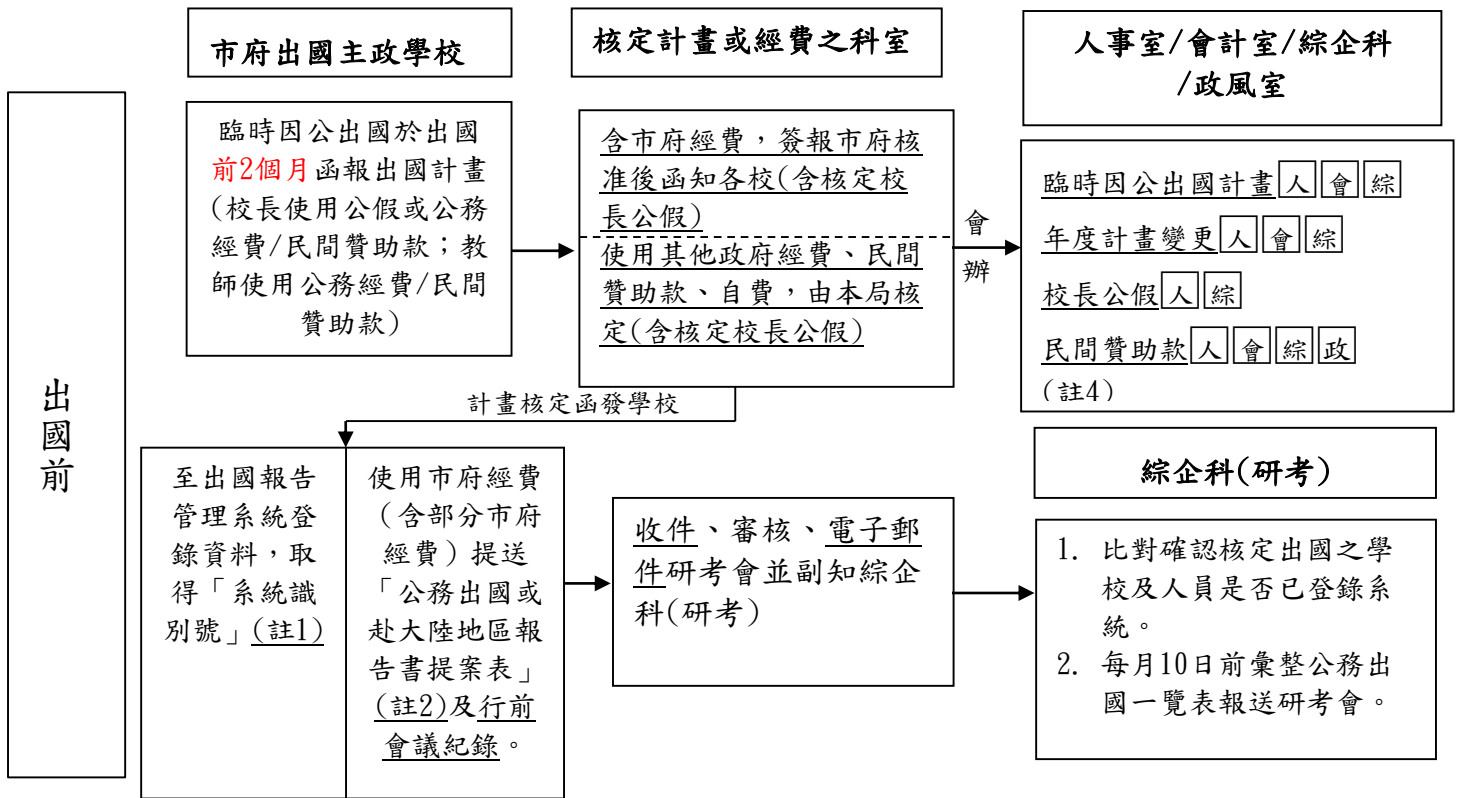 市府出國主政學校
核定計畫或經費之科室
人事室/會計室/綜企科
/政風室
出
國
前
臨時因公出國於出國
前2個月函報出國計畫
(校長使用公假或公務
經費/民間贊助款；教
師使用公務經費/民間
贊助款)
含市府經費，簽報市府核
准後函知各校(含核定校
長公假)
使用其他政府經費、民間
贊助款、自費，由本局核
定(含核定校長公假)
會
辦
臨時因公出國計畫人會綜
年度計畫變更人會綜
校長公假人綜
民間贊助款人會綜政
(註4)
計畫核定函發學校
至出國報告
管理系統登
錄資料，取
得「系統識
別號」(註1)
使用市府經費
（含部分市府
經費）提送
「公務出國或
赴大陸地區報
告書提案表」
(註2)及行前
會議紀錄。
收件、審核、電子郵
件研考會並副知綜企
科(研考)
綜企科(研考)
1. 比對確認核定出國之學
校及人員是否已登錄系
統。
2. 每月10日前彙整公務出
國一覽表報送研考會。